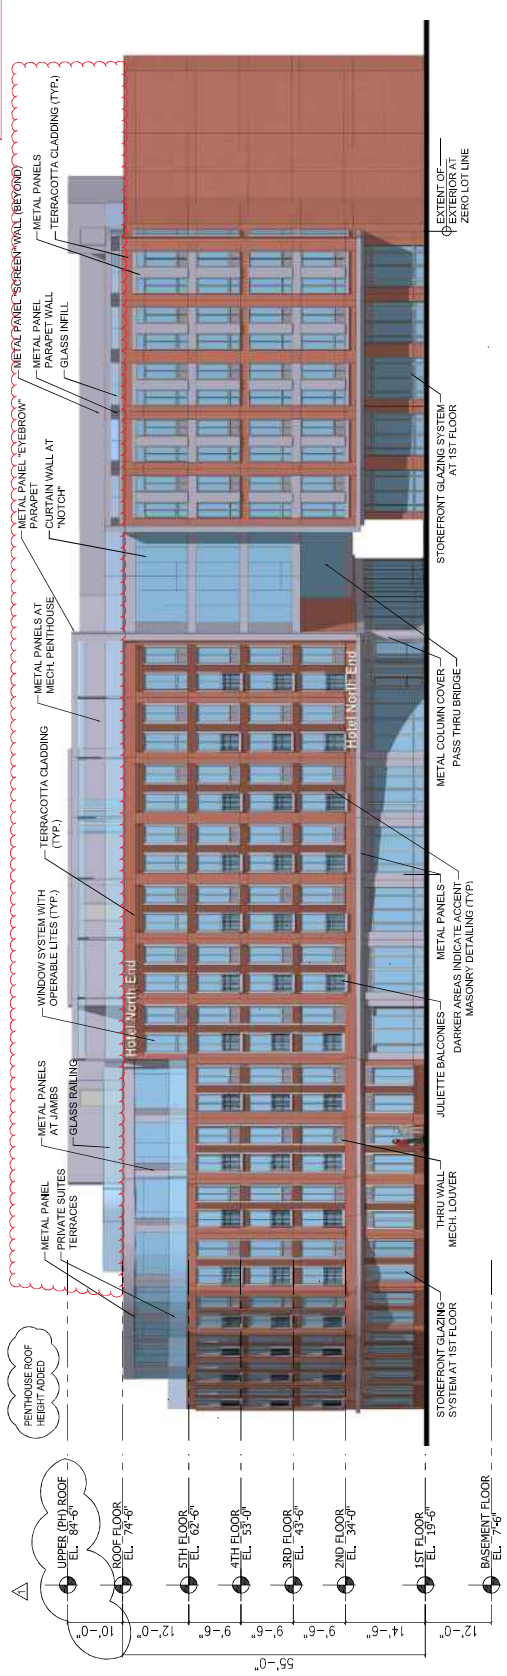 PENTHOUSE ROOF
HEIGHT ADDED
1
UPPER (PH) ROOF
EL. 84'-6"
ROOF FLOOR
EL. 74'-6"
5TH FLOOR
EL. 62'-6"
4TH FLOOR
EL. 53'-0"
3RD FLOOR
EL. 43'-6"
2ND FLOOR
EL. 34'-0"
1ST FLOOR
EL. 19'-6"
BASEMENT FLOOR
EL. 7'-6"
10'-0"
12'-0"
9'-6"
9'-6"
9'-6"
14'-6"
12'-0"
55'-0"
METAL PANEL
PRIVATE SUITES
TERRACES
METAL PANELS
AT JAMBS
GLASS RAILING
WINDOW SYSTEM WITH
OPERABLE LITES (TYP.)
TERRACOTTA CLADDING
(TYP.)
METAL PANELS AT
MECH. PENTHOUSE
METAL PANEL "EYEBROW"
PARAPET
CURTAIN WALL AT
"NOTCH"
METAL PANEL "SCREEN" WALL (BEYOND)
METAL PANEL
PARAPET WALL
GLASS INFILL
METAL PANELS
TERRACOTTA CLADDING (TYP.)
Hotel North End
Hotel North End
STOREFRONT GLAZING
SYSTEM AT 1ST FLOOR
THRU WALL
MECH. LOUVER
JULIETTE BALCONIES
DARKER AREAS INDICATE ACCENT
MASONRY DETAILING (TYP)
METAL PANELS
METAL COLUMN COVER
PASS THRU BRIDGE
STOREFRONT GLAZING SYSTEM
AT 1ST FLOOR
EXTENT OF
EXTERIOR AT
ZERO LOT LINE